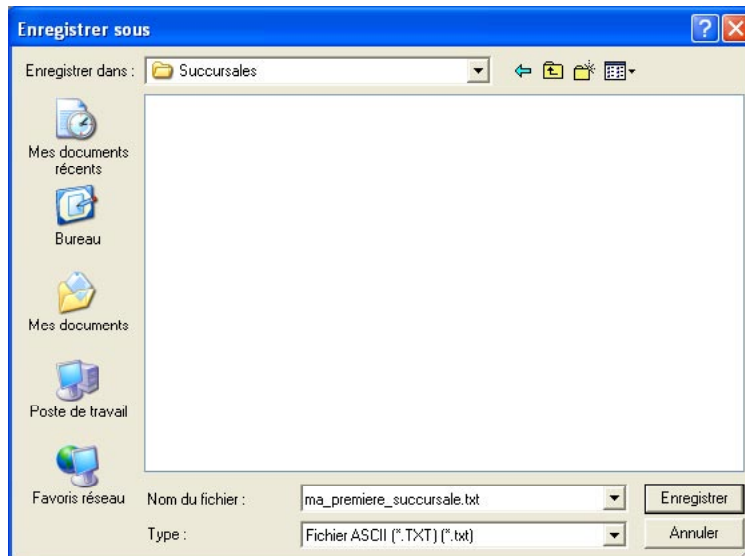 Enregistrer sous
Enregistrer dans :
Succursales
Mes documents
récents
Bureau
Mes documents
Poste de travail
Favoris réseau
Nom du fichier :
ma_premiere_succursale.txt
Enregistrer
Type :
Fichier ASCII (*.TXT) (*.txt)
Annuler